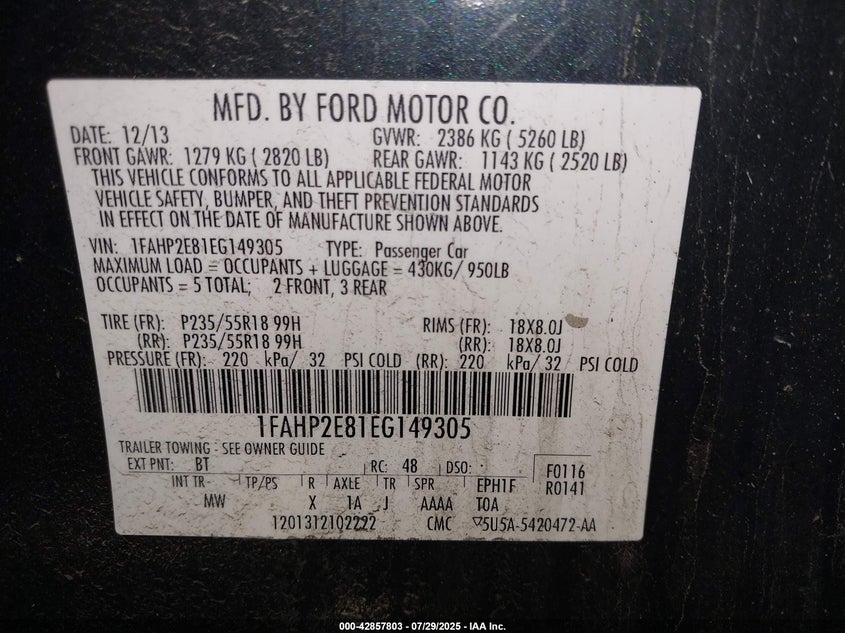 MFD. BY FORD MOTOR CO.
DATE: 12/13 GVWR: 2386 KG ( 5260 LB)
FRONT GAWR: 1279 KG ( 2820 LB) REAR GAWR: 1143 KG ( 2520 LB)
THIS VEHICLE CONFORMS TO ALL APPLICABLE FEDERAL MOTOR
VEHICLE SAFETY, BUMPER, AND THEFT PREVENTION STANDARDS
IN EFFECT ON THE DATE OF MANUFACTURE SHOWN ABOVE.
VIN: 1FAHP2E81EG149305 TYPE: Passenger Car
MAXIMUM LOAD = OCCUPANTS + LUGGAGE = 430KG/ 950LB
OCCUPANTS = 5 TOTAL; 2 FRONT, 3 REAR
TIRE (FR): P235/55R18 99H RIMS (FR): 18X8.0J
(RR): P235/55R18 99H (RR): 18X8.0J
PRESSURE (FR): 220 kPa/ 32 PSI COLD (RR): 220 kPa/ 32 PSI COLD
1FAHP2E81EG149305
TRAILER TOWING - SEE OWNER GUIDE
EXT PNT: BT RC: 48 DSO: F0116
INT TR TP/PS R AXLE TR SPR EPH1F R0141
MW X 1A J AAAA TOA
1201312102222 CMC 5U5A-5420472-AA
000-42857803 / 07/29/2025 - IAA Inc.